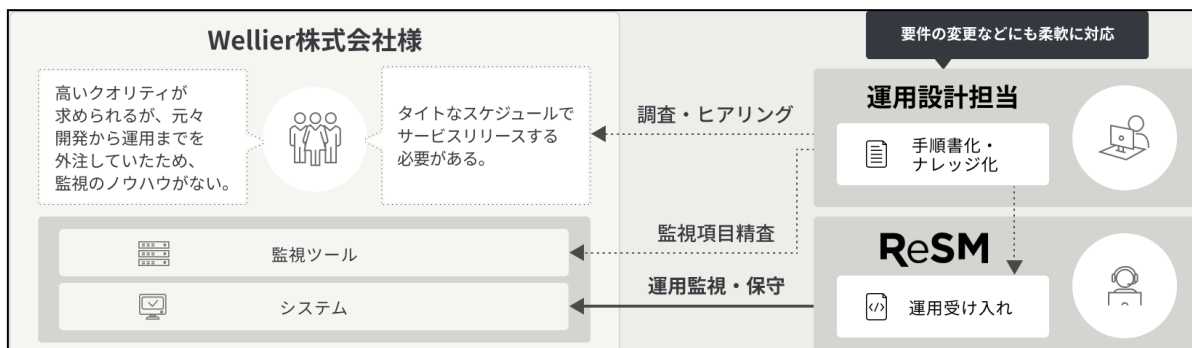 Wellier株式会社様
高いクオリティが
求められるが、元々
開発から運用までを
外注していたため、
監視のノウハウがない。
タイトなスケジュールで
サービスリリースする
必要がある。
監視ツール
システム
調査・ヒアリング
監視項目精査
運用監視・保守
要件の変更などにも柔軟に対応
運用設計担当
手順書化・
ナレッジ化
ReSM
運用受け入れ